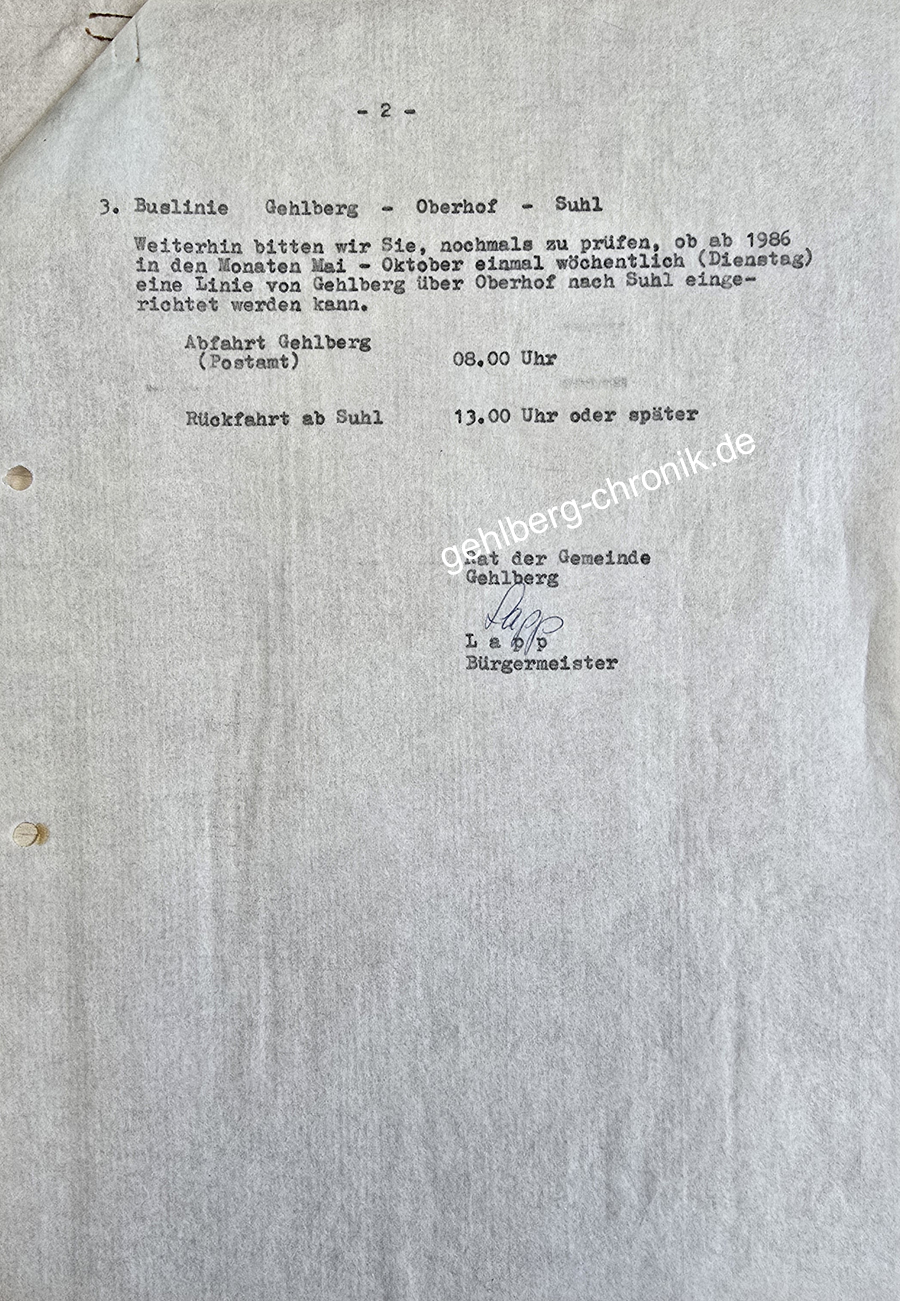 - 2 -
3. Buslinie Gehlberg - Oberhof - Suhl
Weiterhin bitten wir Sie, nochmals zu prüfen, ob ab 1986
in den Monaten Mai - Oktober einmal wöchentlich (Dienstag)
eine Linie von Gehlberg über Oberhof nach Suhl einge-
richtet werden kann.
Abfahrt Gehlberg
(Postamt) 08.00 Uhr
Rückfahrt ab Suhl 13.00 Uhr oder später
gehlberg-chronik.de
Rat der Gemeinde
Gehlberg
Lapp
L a p p
Bürgermeister